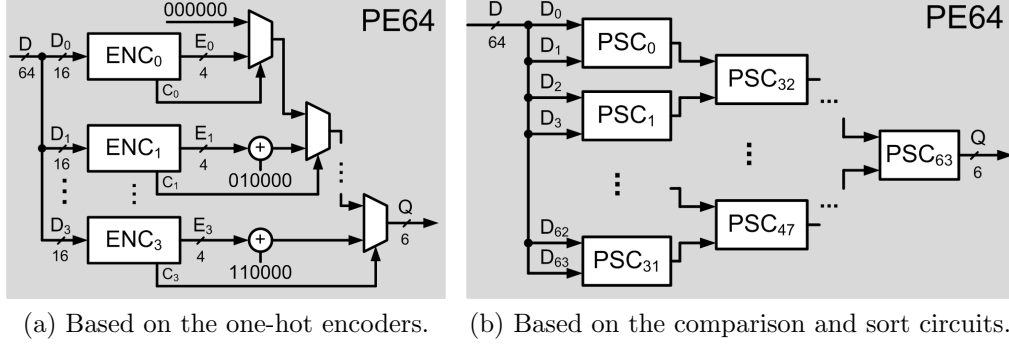 000000
PE64
D
64
D₀
16
ENC₀
E₀
4
C₀
D₁
16
ENC₁
E₁
4
+
010000
C₁
D₃
16
ENC₃
E₃
4
+
110000
C₃
Q
6
(a) Based on the one-hot encoders.
PE64
D
64
D₀
D₁
PSC₀
D₂
D₃
PSC₁
PSC₃₂
...
PSC₆₃
Q
6
D₆₂
D₆₃
PSC₃₁
PSC₄₇
...
(b) Based on the comparison and sort circuits.